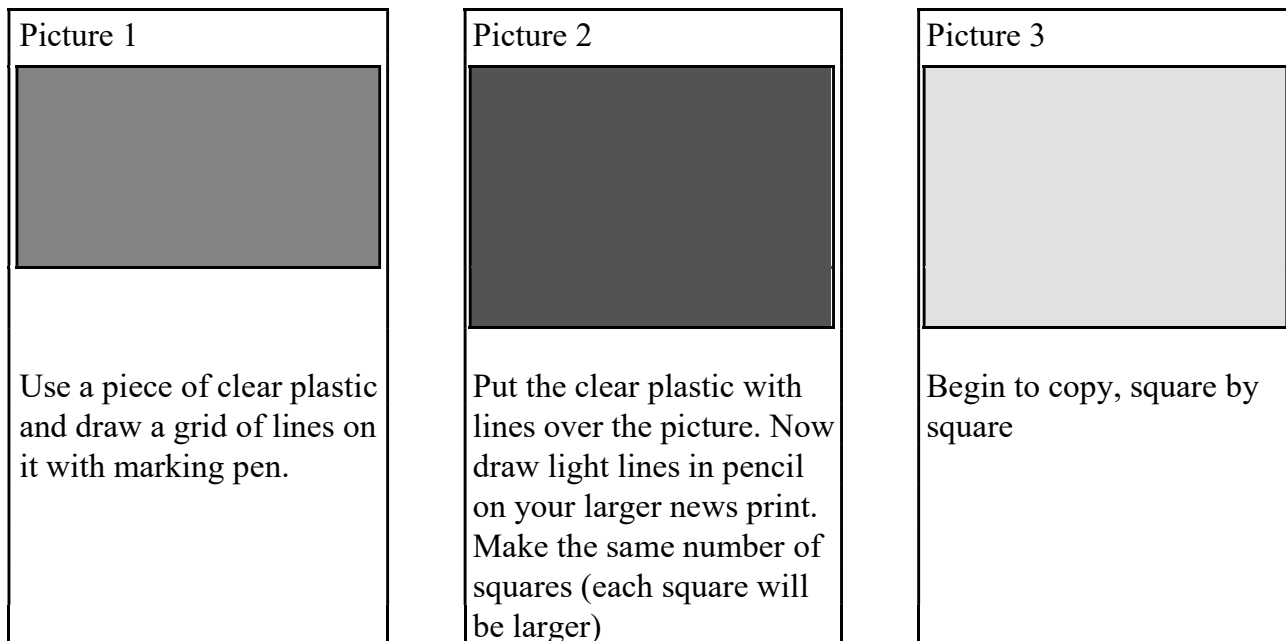 Picture 1
Use a piece of clear plastic
and draw a grid of lines on
it with marking pen.
Picture 2
Put the clear plastic with
lines over the picture. Now
draw light lines in pencil
on your larger news print.
Make the same number of
squares (each square will
be larger)
Picture 3
Begin to copy, square by
square